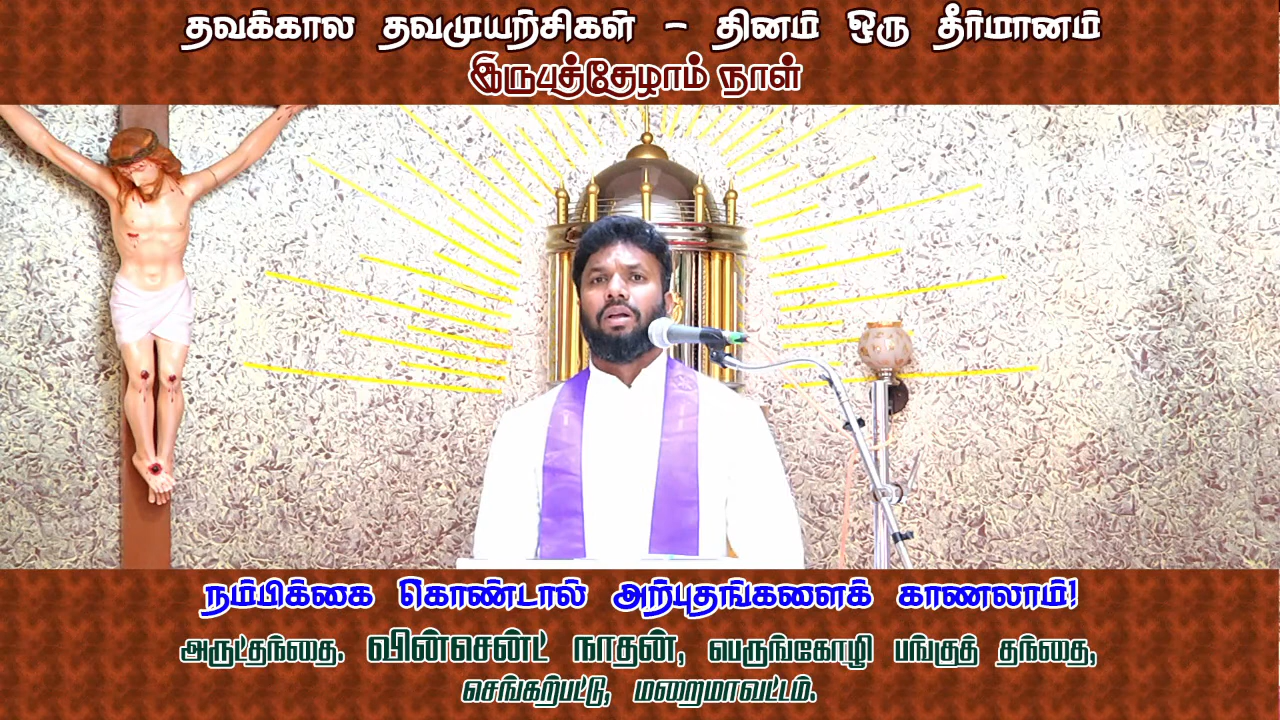 தவக்கால தவமுயற்சிகள் - தினம் ஒரு தீர்மானம்
இருபத்தேழாம் நாள்
நம்பிக்கை கொண்டால் அற்புதங்களைக் காணலாம்!
அருட்தந்தை. வின்சென்ட் நாதன், பெருங்கோழி பங்குத் தந்தை,
செங்கற்பட்டு, மறைமாவட்டம்.